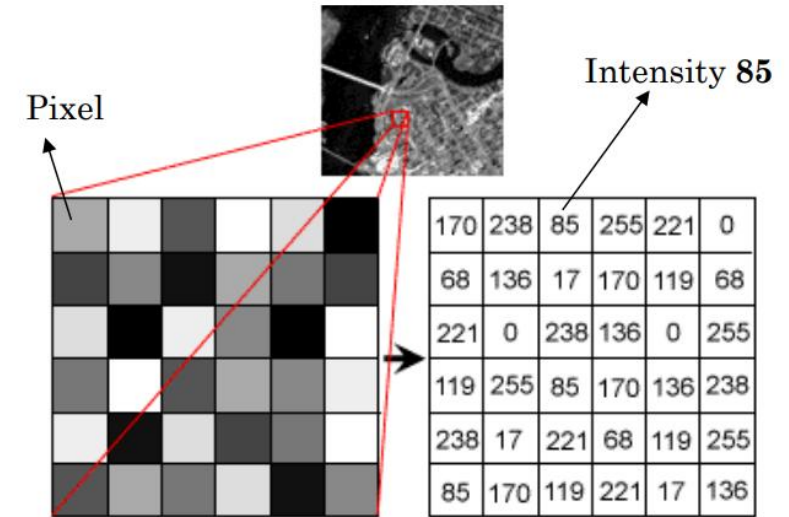 Intensity 85
Pixel
170 238 85 255 221 0
68 136 17 170 119 68
221 0 238 136 0 255
119 255 85 170 136 238
238 17 221 68 119 255
85 170 119 221 17 136